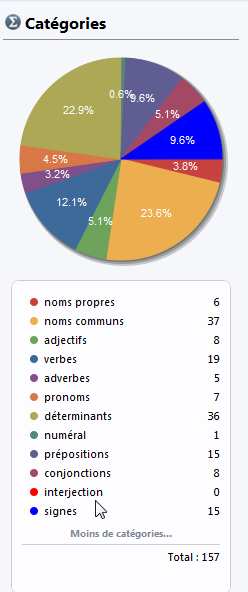 Catégories
0.6%
9.6%
5.1%
9.6%
3.8%
23.6%
5.1%
12.1%
3.2%
4.5%
22.9%
noms propres 6
noms communs 37
adjectifs 8
verbes 19
adverbes 5
pronoms 7
déterminants 36
numéral 1
prépositions 15
conjonctions 8
interjection 0
signes 15
Moins de catégories...
Total : 157